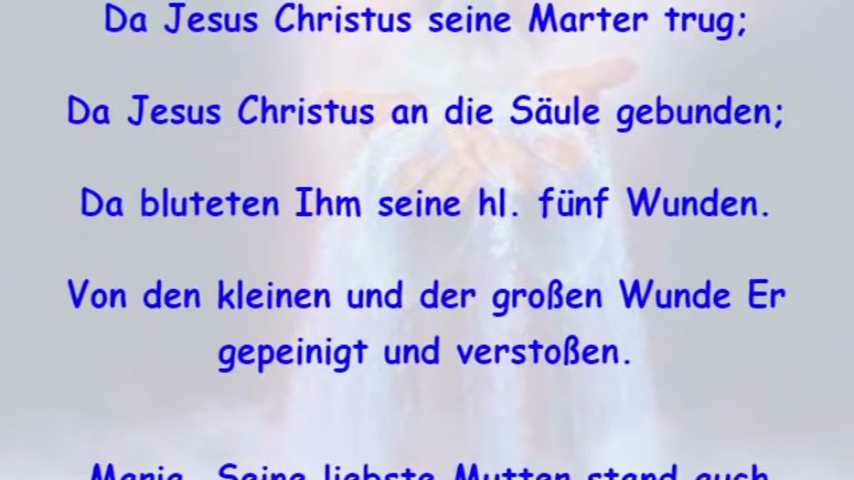 Da Jesus Christus seine Marter trug;
Da Jesus Christus an die Säule gebunden;
Da bluteten Ihm seine hl. fünf Wunden.
Von den kleinen und der großen Wunde Er
gepeinigt und verstoßen.
Maria, Seine liebste Mutter stand auch